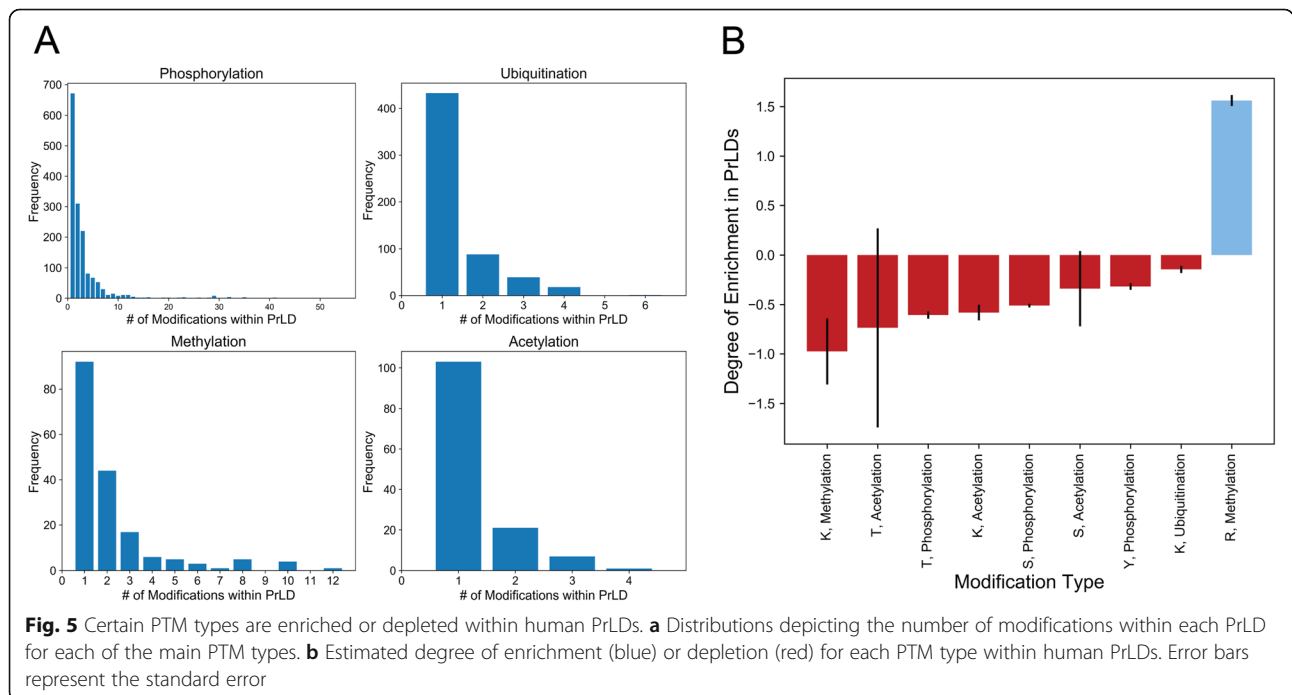 A
Phosphorylation
700
600
500
400
300
200
100
0
Frequency
0 10 20 30 40 50
# of Modifications within PrLD
Ubiquitination
400
300
200
100
0
Frequency
0 1 2 3 4 5 6
# of Modifications within PrLD
Methylation
80
60
40
20
0
Frequency
0 1 2 3 4 5 6 7 8 9 10 11 12
# of Modifications within PrLD
Acetylation
100
80
60
40
20
0
Frequency
0 1 2 3 4
# of Modifications within PrLD
B
Degree of Enrichment in PrLDs
1.5
1.0
0.5
0.0
−0.5
−1.0
−1.5
K, Methylation
T, Acetylation
T, Phosphorylation
K, Acetylation
S, Phosphorylation
S, Acetylation
Y, Phosphorylation
K, Ubiquitination
R, Methylation
Modification Type
Fig. 5 Certain PTM types are enriched or depleted within human PrLDs. a Distributions depicting the number of modifications within each PrLD
for each of the main PTM types. b Estimated degree of enrichment (blue) or depletion (red) for each PTM type within human PrLDs. Error bars
represent the standard error